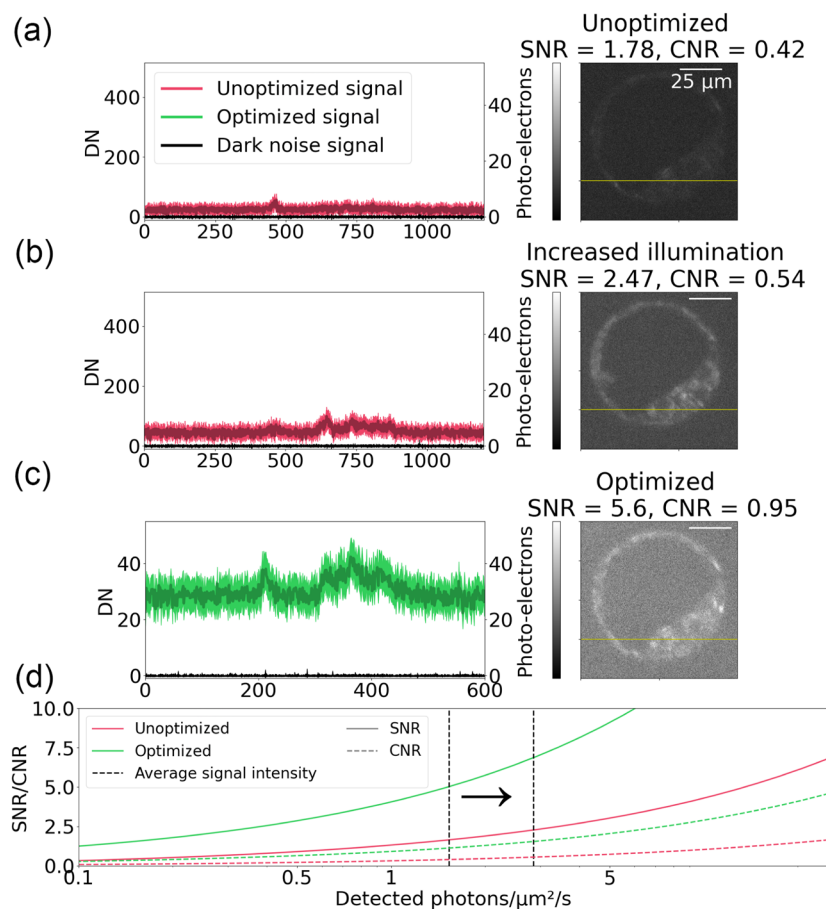 (a)
Unoptimized
SNR = 1.78, CNR = 0.42
Unoptimized signal
Optimized signal
Dark noise signal
DN
400
200
0
40
20
0
0 250 500 750 1000
Photo-electrons
25 µm
(b)
Increased illumination
SNR = 2.47, CNR = 0.54
DN
400
200
0
40
20
0
0 250 500 750 1000
Photo-electrons
(c)
Optimized
SNR = 5.6, CNR = 0.95
DN
40
20
0
40
20
0
0 200 400 600
Photo-electrons
(d)
SNR/CNR
10.0
7.5
5.0
2.5
0.0
Unoptimized
Optimized
Average signal intensity
SNR
CNR
0.1 0.5 1 5
Detected photons/µm²/s